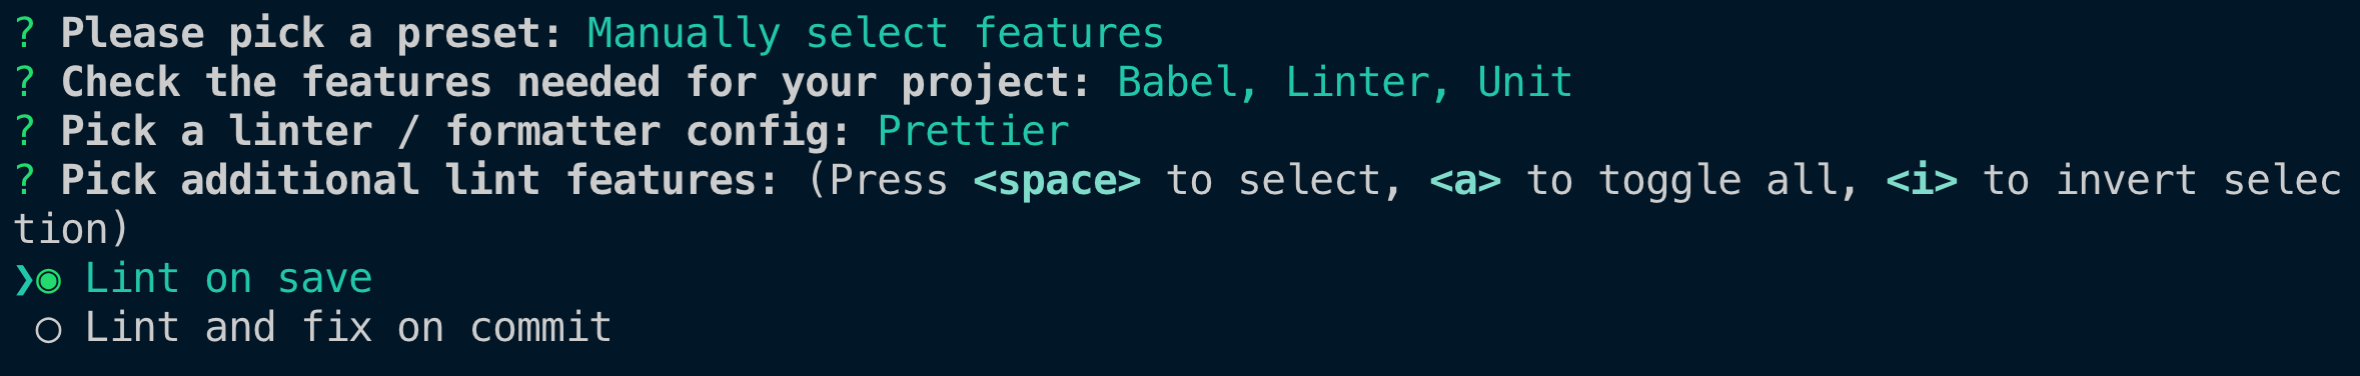 ? Please pick a preset: Manually select features
? Check the features needed for your project: Babel, Linter, Unit
? Pick a linter / formatter config: Prettier
? Pick additional lint features: (Press <space> to select, <a> to toggle all, <i> to invert selec
tion)
❯◉ Lint on save
◯ Lint and fix on commit